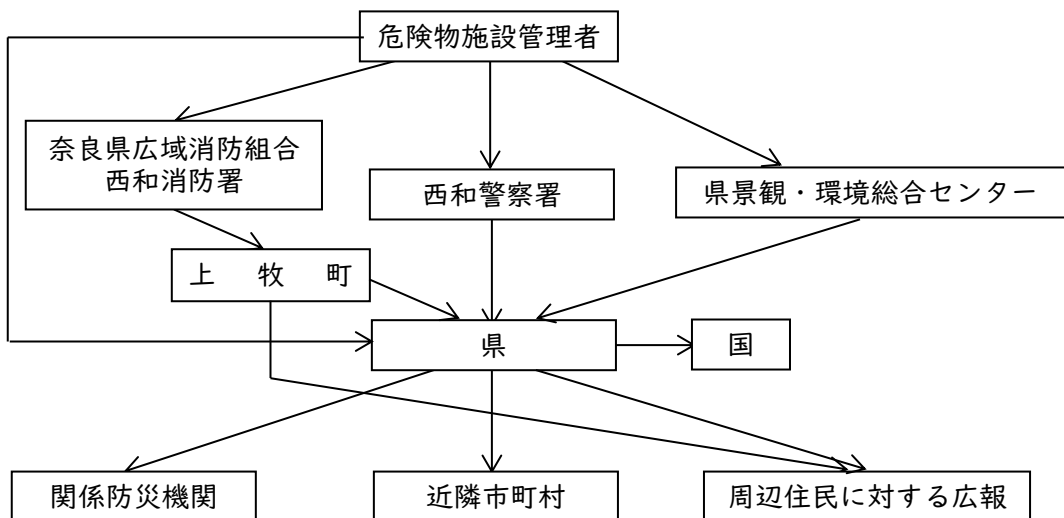 危険物施設管理者
奈良県広域消防組合
西和消防署
西和警察署
県景観・環境総合センター
上 牧 町
県
国
関係防災機関
近隣市町村
周辺住民に対する広報